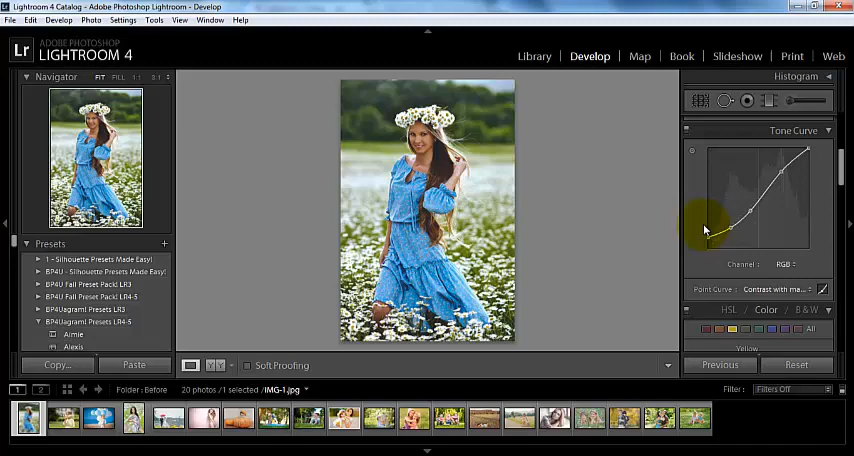 Lightroom 4 Catalog - Adobe Photoshop Lightroom - Develop
File Edit Develop Photo Settings Tools View Window Help
Lr ADOBE PHOTOSHOP
LIGHTROOM 4
Library Develop Map Book Slideshow Print Web
Navigator FIT FILL 1:1 3:1
Histogram
Tone Curve
Presets +
1 - Silhouette Presets Made Easy!
BP4U - Silhouette Presets Made Easy!
BP4U Fall Preset Pack! LR3
BP4U Fall Preset Pack! LR4-5
BP4Uagram! Presets LR3
BP4Uagram! Presets LR4-5
Aimie
Alexis
Channel : RGB
Point Curve : Contrast with ma...
HSL / Color / B & W
All
Yellow
Copy... Paste
Y Y Soft Proofing
Previous Reset
1 2 Folder : Before 20 photos / 1 selected / IMG-1.jpg
Filter : Filters Off